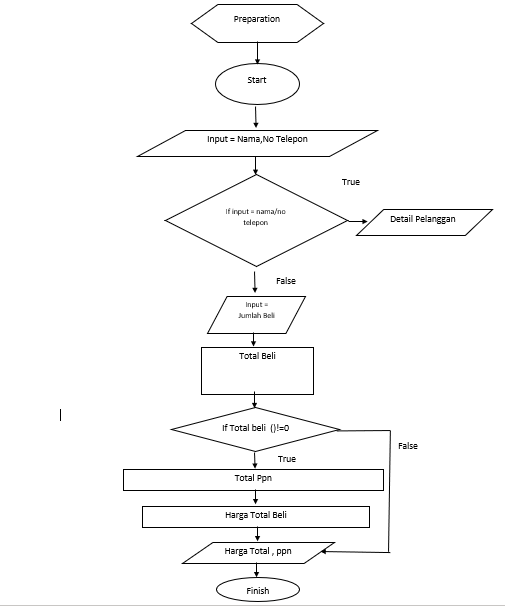 Preparation
Start
Input = Nama,No Telepon
True
If input = nama/no
telepon
Detail Pelanggan
False
Input =
Jumlah Beli
Total Beli
If Total beli ()!=0
False
True
Total Ppn
Harga Total Beli
Harga Total , ppn
Finish